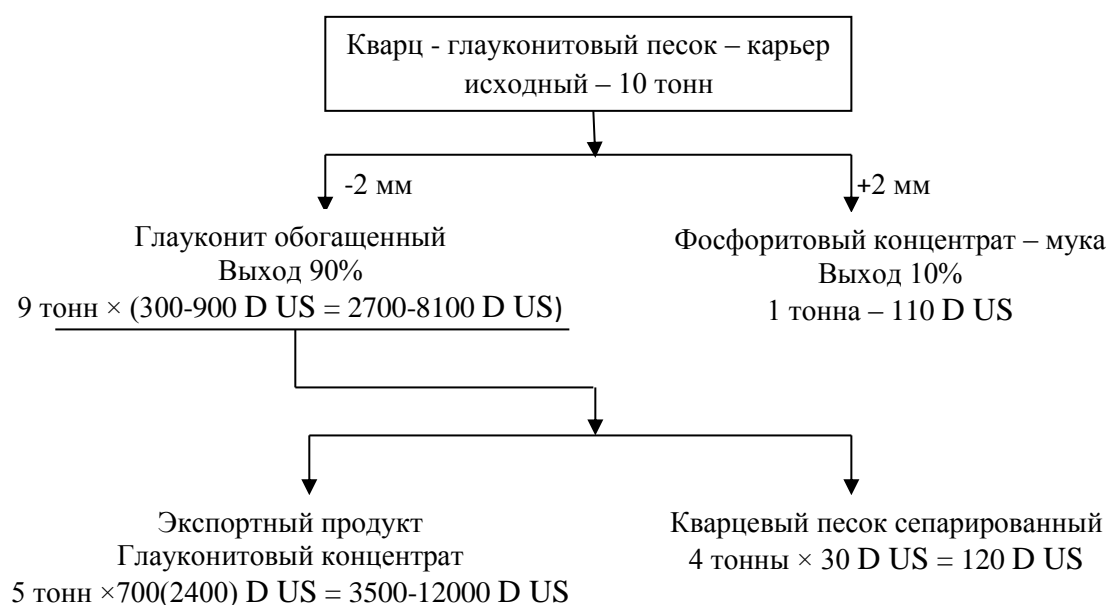 Кварц - глауконитовый песок – карьер
исходный – 10 тонн
-2 мм
+2 мм
Глауконит обогащенный
Выход 90%
9 тонн × (300-900 D US = 2700-8100 D US)
Фосфоритовый концентрат – мука
Выход 10%
1 тонна – 110 D US
Экспортный продукт
Глауконитовый концентрат
5 тонн ×700(2400) D US = 3500-12000 D US
Кварцевый песок сепарированный
4 тонны × 30 D US = 120 D US